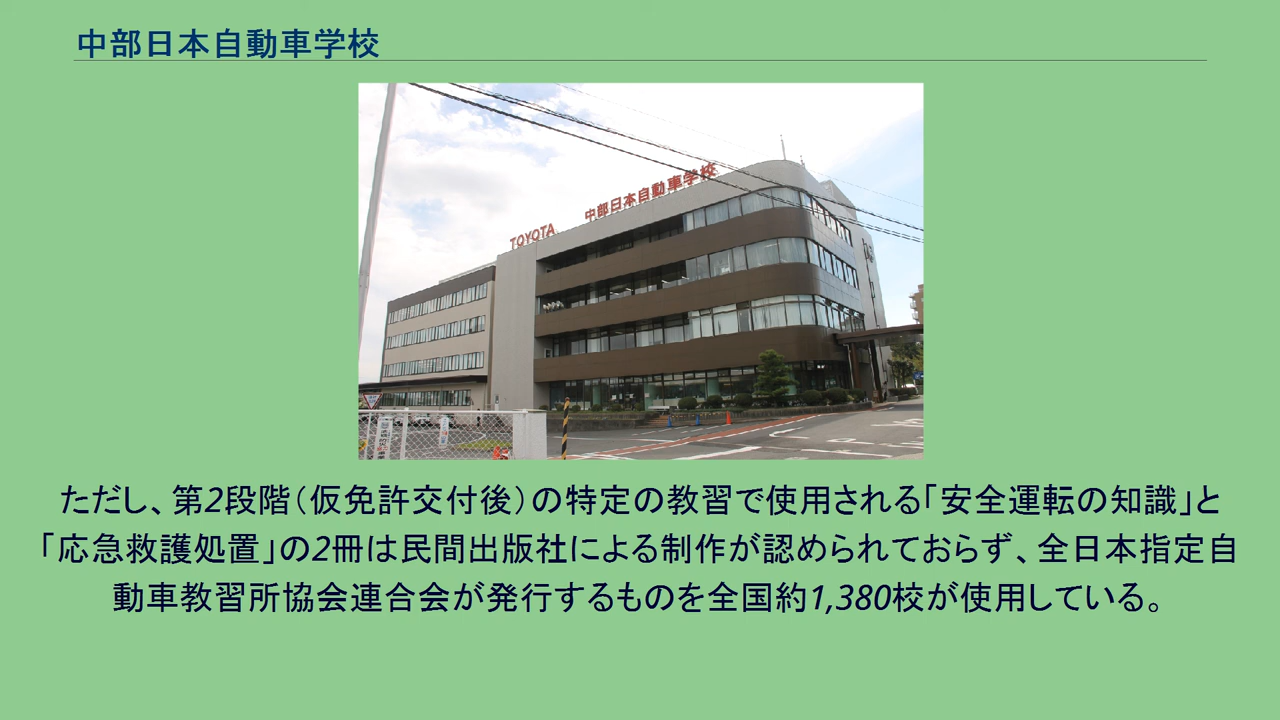 中部日本自動車学校
TOYOTA 中部日本自動車学校
ただし、第2段階(仮免許交付後)の特定の教習で使用される「安全運転の知識」と
「応急救護処置」の2冊は民間出版社による制作が認められておらず、全日本指定自
動車教習所協会連合会が発行するものを全国約1,380校が使用している。